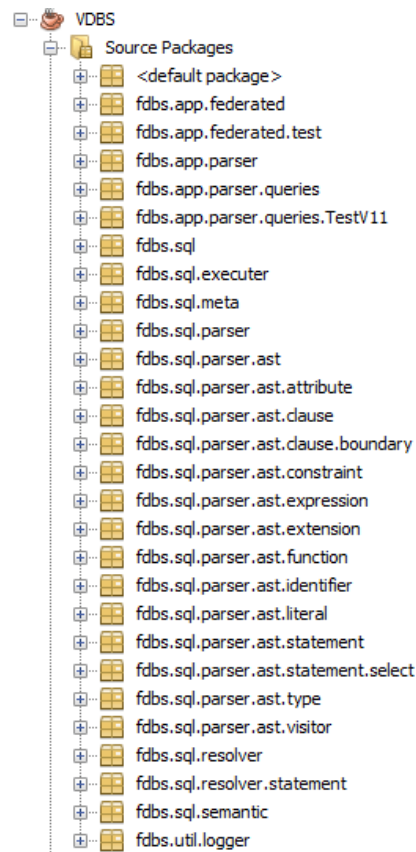 VDBS
Source Packages
<default package>
fdbs.app.federated
fdbs.app.federated.test
fdbs.app.parser
fdbs.app.parser.queries
fdbs.app.parser.queries.TestV11
fdbs.sql
fdbs.sql.executer
fdbs.sql.meta
fdbs.sql.parser
fdbs.sql.parser.ast
fdbs.sql.parser.ast.attribute
fdbs.sql.parser.ast.clause
fdbs.sql.parser.ast.clause.boundary
fdbs.sql.parser.ast.constraint
fdbs.sql.parser.ast.expression
fdbs.sql.parser.ast.extension
fdbs.sql.parser.ast.function
fdbs.sql.parser.ast.identifier
fdbs.sql.parser.ast.literal
fdbs.sql.parser.ast.statement
fdbs.sql.parser.ast.statement.select
fdbs.sql.parser.ast.type
fdbs.sql.parser.ast.visitor
fdbs.sql.resolver
fdbs.sql.resolver.statement
fdbs.sql.semantic
fdbs.util.logger